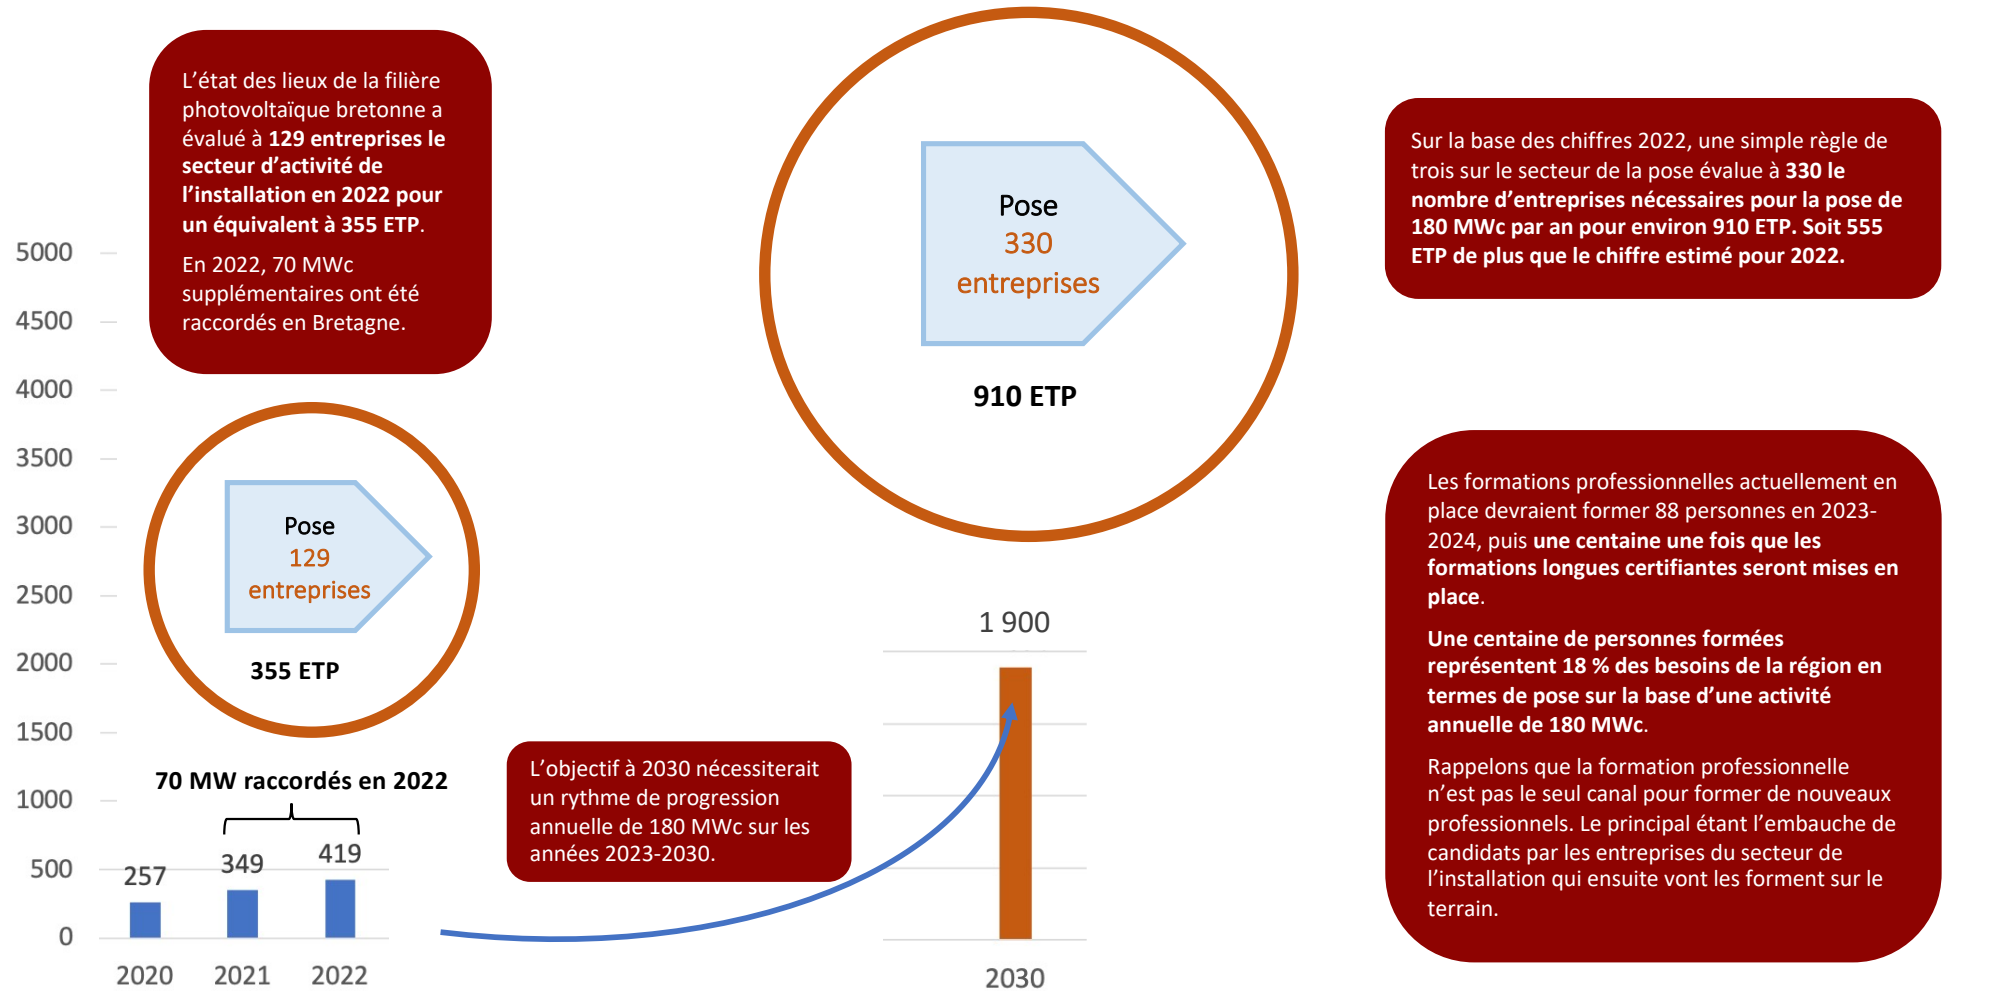 L'état des lieux de la filière
photovoltaïque bretonne a
évalué à 129 entreprises le
secteur d'activité de
l'installation en 2022 pour
un équivalent à 355 ETP.
En 2022, 70 MWc
supplémentaires ont été
raccordés en Bretagne.
Pose
330
entreprises
910 ETP
Sur la base des chiffres 2022, une simple règle de
trois sur le secteur de la pose évalue à 330 le
nombre d'entreprises nécessaires pour la pose de
180 MWc par an pour environ 910 ETP. Soit 555
ETP de plus que le chiffre estimé pour 2022.
5000
4500
4000
3500
3000
2500
2000
1500
1000
500
0
Pose
129
entreprises
355 ETP
70 MW raccordés en 2022
257
349
419
2020
2021
2022
L'objectif à 2030 nécessiterait
un rythme de progression
annuelle de 180 MWc sur les
années 2023-2030.
1 900
2030
Les formations professionnelles actuellement en
place devraient former 88 personnes en 2023-
2024, puis une centaine une fois que les
formations longues certifiantes seront mises en
place.
Une centaine de personnes formées
représentent 18 % des besoins de la région en
termes de pose sur la base d'une activité
annuelle de 180 MWc.
Rappelons que la formation professionnelle
n'est pas le seul canal pour former de nouveaux
professionnels. Le principal étant l'embauche de
candidats par les entreprises du secteur de
l'installation qui ensuite vont les forment sur le
terrain.